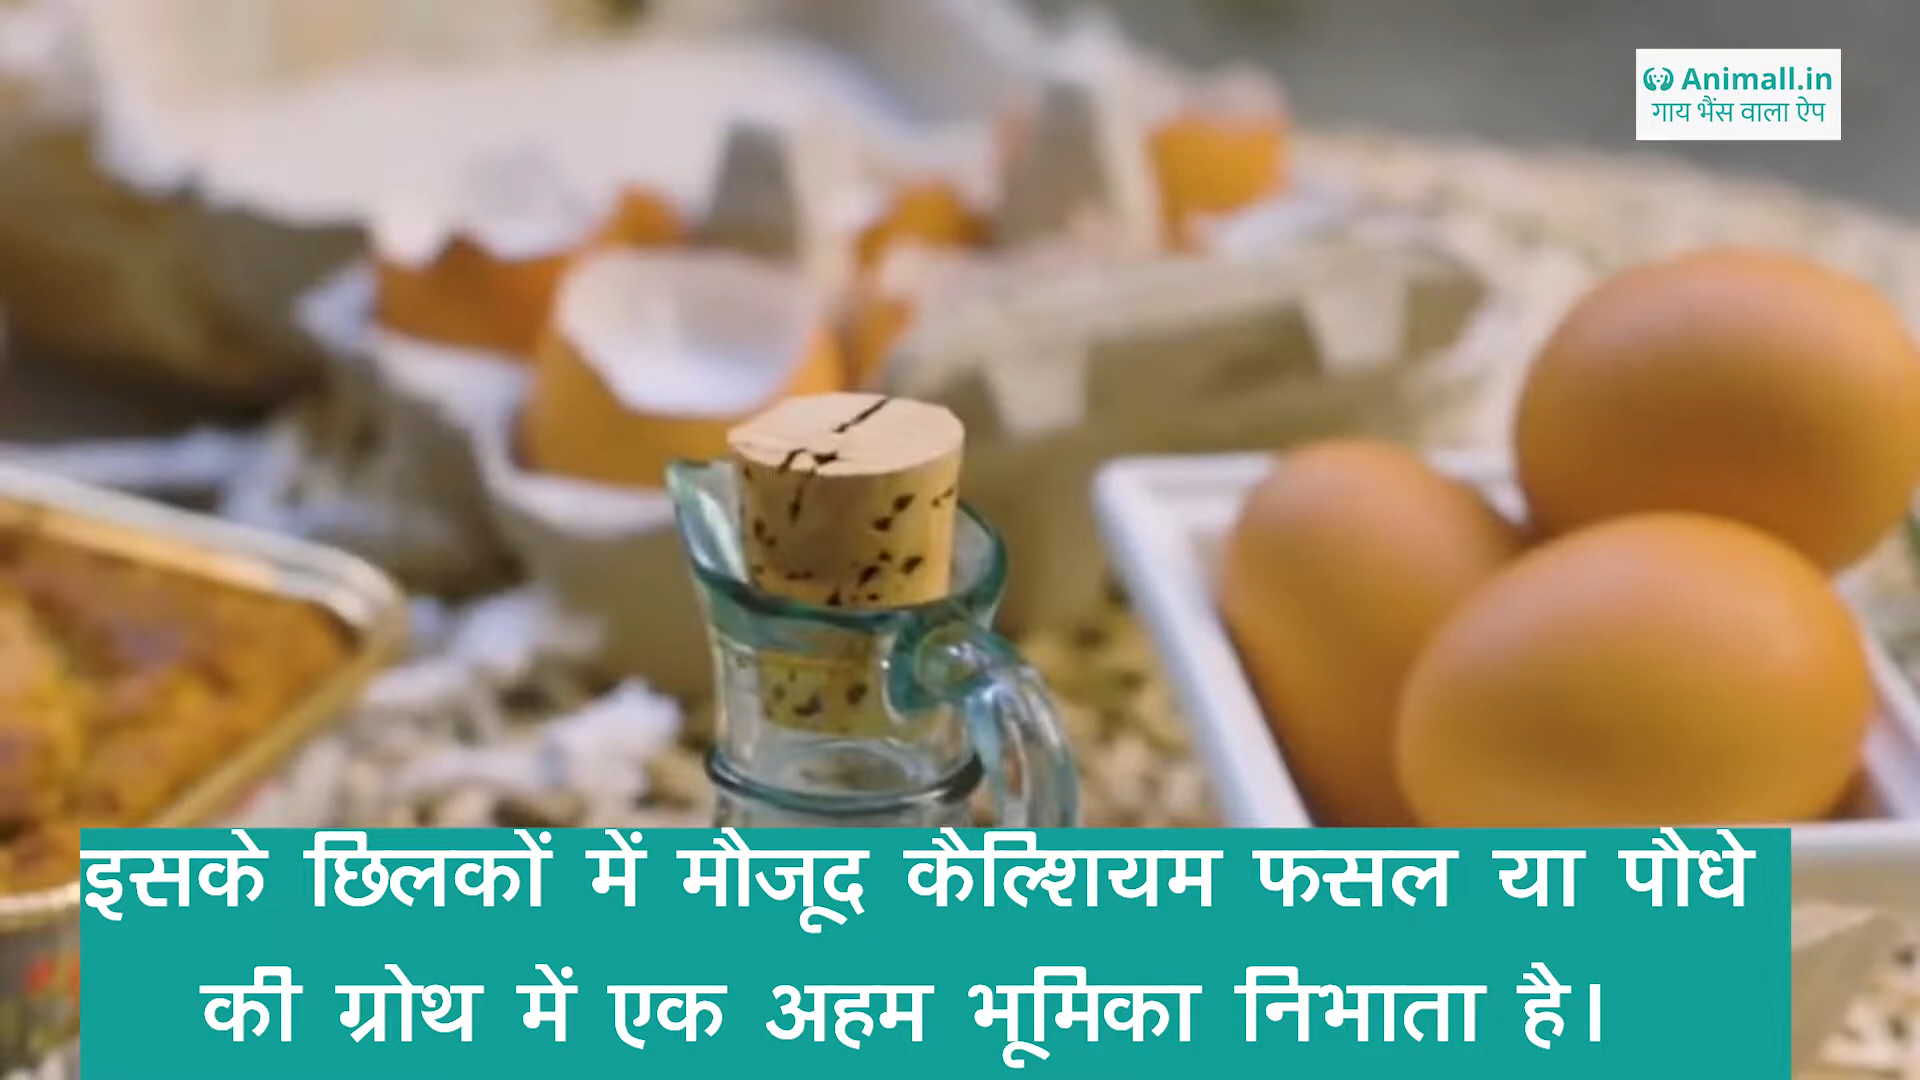 Animall.in
गाय भैंस वाला ऐप
इसके छिलकों में मौजूद कैल्शियम फसल या पौधे
की ग्रोथ में एक अहम भूमिका निभाता है।